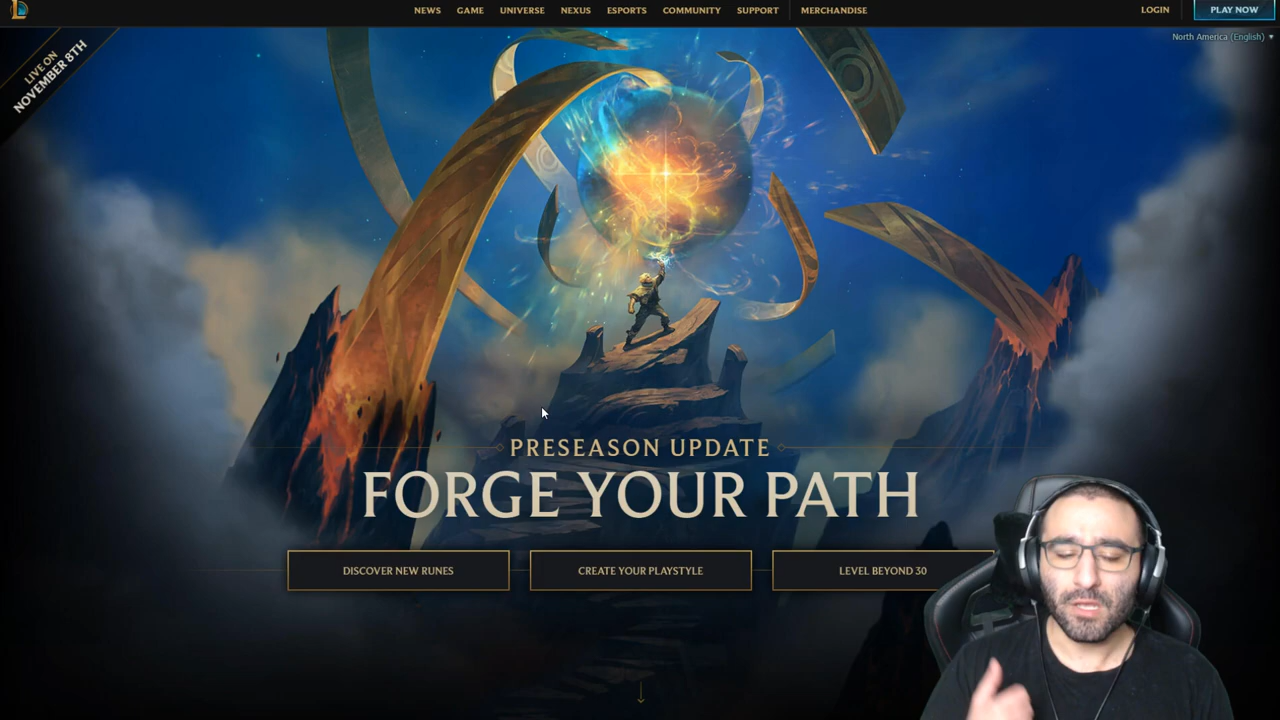 NEWS GAME UNIVERSE NEXUS ESPORTS COMMUNITY SUPPORT MERCHANDISE LOGIN PLAY NOW
North America (English)
LIVE ON
NOVEMBER 8TH
PRESEASON UPDATE
FORGE YOUR PATH
DISCOVER NEW RUNES CREATE YOUR PLAYSTYLE LEVEL BEYOND 30